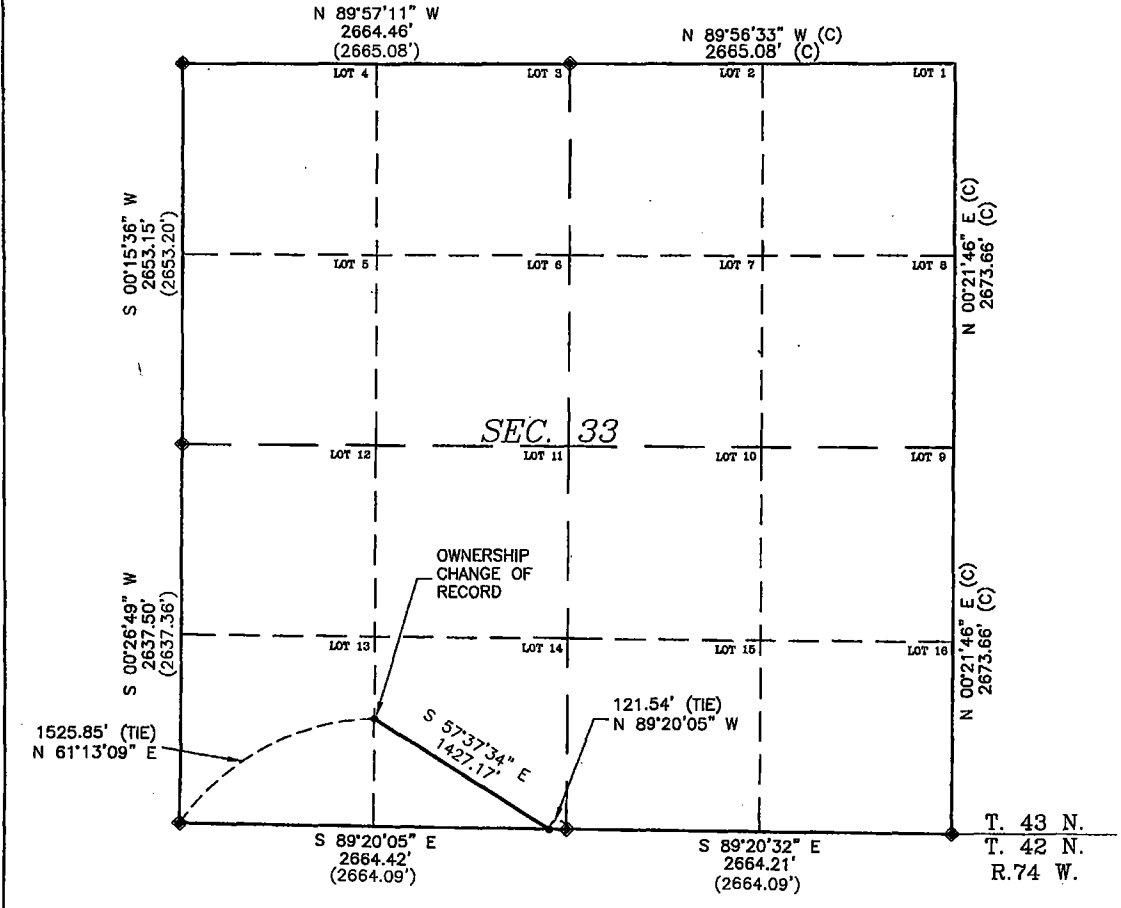 N 89°57'11" W
2664.46'
(2665.08')
N 89°56'33" W (C)
2665.08' (C)
LOT 4
LOT 3
LOT 2
LOT 1
S 00°15'36" W
2653.15'
(2653.20')
N 00°21'46" E (C)
2673.66' (C)
LOT 5
LOT 6
LOT 7
LOT 8
SEC. 33
LOT 12
LOT 11
LOT 10
LOT 9
OWNERSHIP
CHANGE OF
RECORD
S 00°26'49" W
2637.50'
(2637.36')
N 00°21'46" E (C)
2673.66' (C)
LOT 13
LOT 14
LOT 15
LOT 16
1525.85' (TIE)
N 61°13'09" E
S 57°37'34" E
1427.17'
121.54' (TIE)
N 89°20'05" W
S 89°20'05" E
2664.42'
(2664.09')
S 89°20'32" E
2664.21'
(2664.09')
T. 43 N.
T. 42 N.
R.74 W.